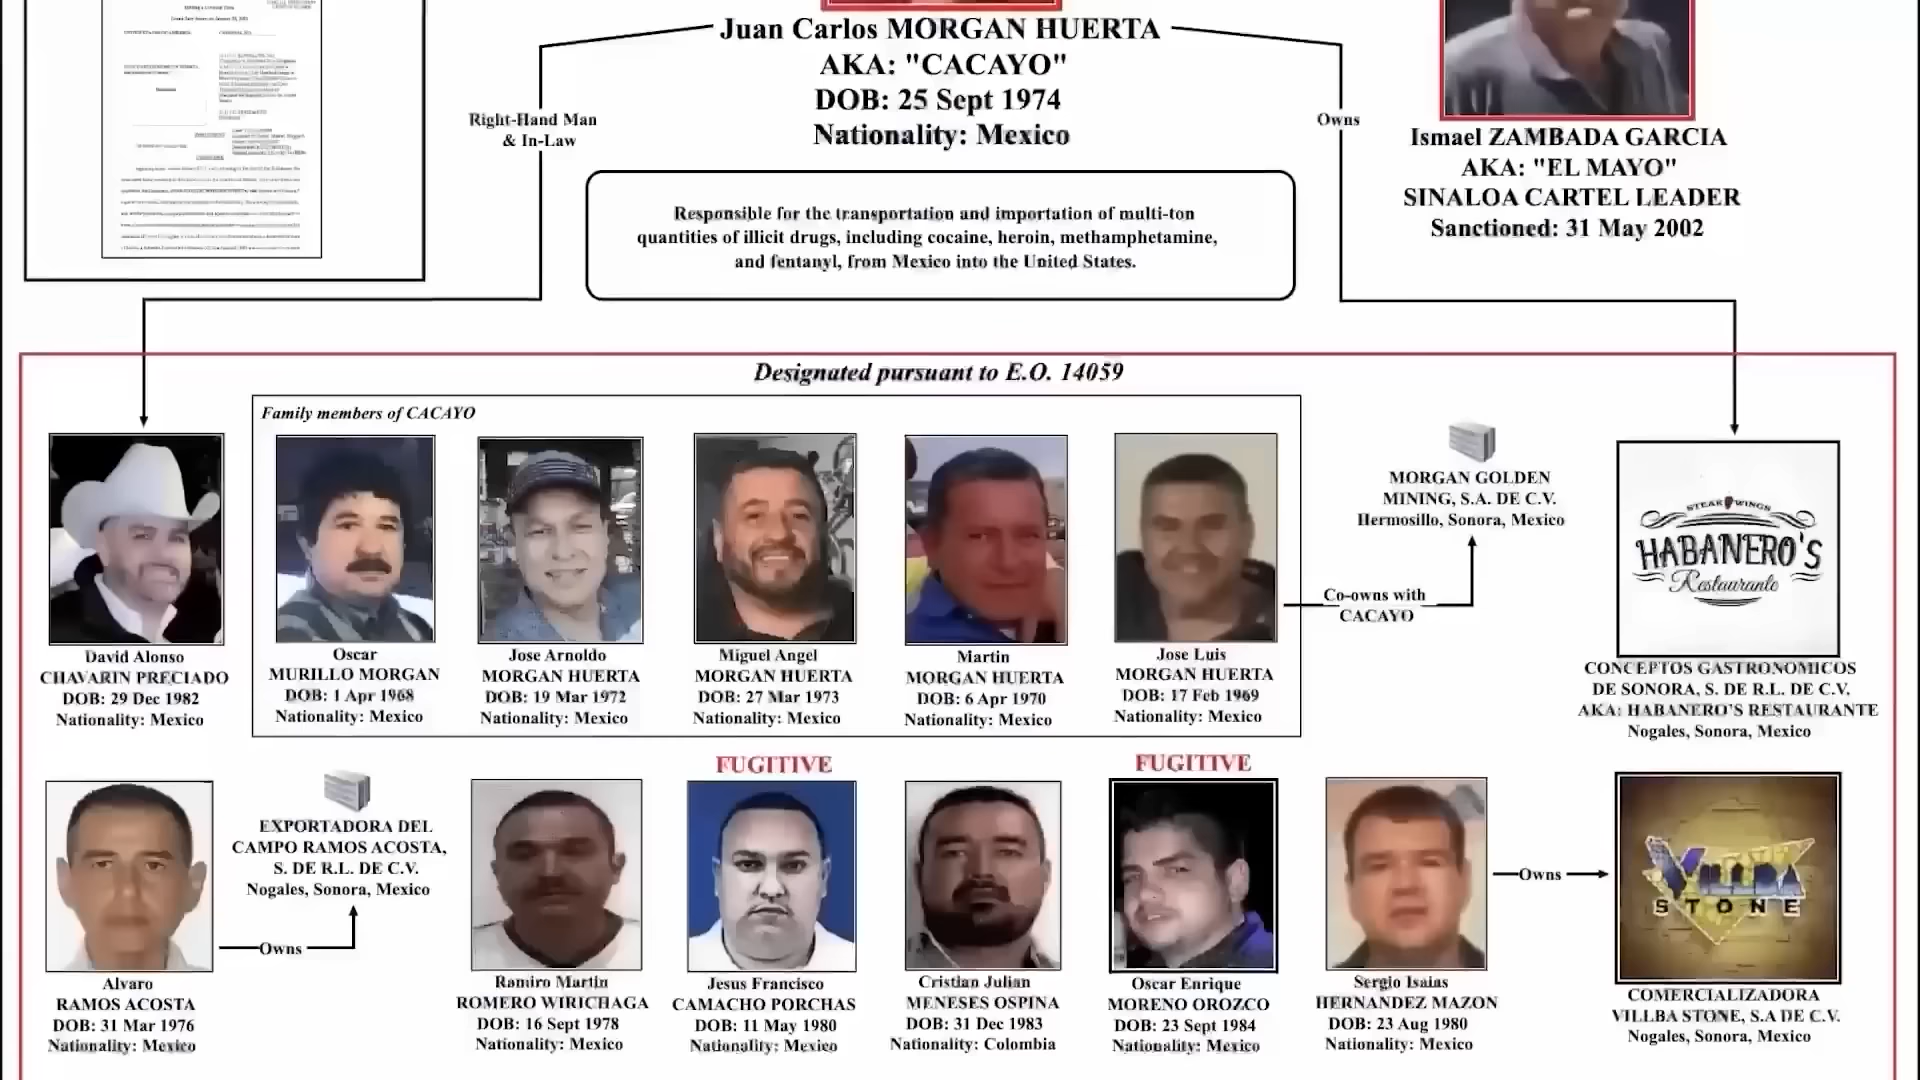 Juan Carlos MORGAN HUERTA
AKA: "CACAYO"
DOB: 25 Sept 1974
Nationality: Mexico
Right-Hand Man
& In-Law
Owns
Ismael ZAMBADA GARCIA
AKA: "EL MAYO"
SINALOA CARTEL LEADER
Sanctioned: 31 May 2002
Responsible for the transportation and importation of multi-ton
quantities of illicit drugs, including cocaine, heroin, methamphetamine,
and fentanyl, from Mexico into the United States.
Designated pursuant to E.O. 14059
Family members of CACAYO
David Alonso
CHAVARIN PRECIADO
DOB: 29 Dec 1982
Nationality: Mexico
Oscar
MURILLO MORGAN
DOB: 1 Apr 1968
Nationality: Mexico
Jose Arnoldo
MORGAN HUERTA
DOB: 19 Mar 1972
Nationality: Mexico
Miguel Angel
MORGAN HUERTA
DOB: 27 Mar 1973
Nationality: Mexico
Martin
MORGAN HUERTA
DOB: 6 Apr 1970
Nationality: Mexico
Jose Luis
MORGAN HUERTA
DOB: 17 Feb 1969
Nationality: Mexico
Co-owns with
CACAYO
MORGAN GOLDEN
MINING, S.A. DE C.V.
Hermosillo, Sonora, Mexico
STEAK WINGS
HABANERO'S
Restaurante
CONCEPTOS GASTRONOMICOS
DE SONORA, S. DE R.L. DE C.V.
AKA: HABANERO'S RESTAURANTE
Nogales, Sonora, Mexico
Alvaro
RAMOS ACOSTA
DOB: 31 Mar 1976
Nationality: Mexico
Owns
EXPORTADORA DEL
CAMPO RAMOS ACOSTA,
S. DE R.L. DE C.V.
Nogales, Sonora, Mexico
Ramiro Martin
ROMERO WIRICHAGA
DOB: 16 Sept 1978
Nationality: Mexico
FUGITIVE
Jesus Francisco
CAMACHO PORCHAS
DOB: 11 May 1980
Nationality: Mexico
Cristian Julian
MENESES OSPINA
DOB: 31 Dec 1983
Nationality: Colombia
FUGITIVE
Oscar Enrique
MORENO OROZCO
DOB: 23 Sept 1984
Nationality: Mexico
Sergio Isaias
HERNANDEZ MAZON
DOB: 23 Aug 1980
Nationality: Mexico
Owns
VILLBA
STONE
COMERCIALIZADORA
VILLBA STONE, S.A DE C.V.
Nogales, Sonora, Mexico